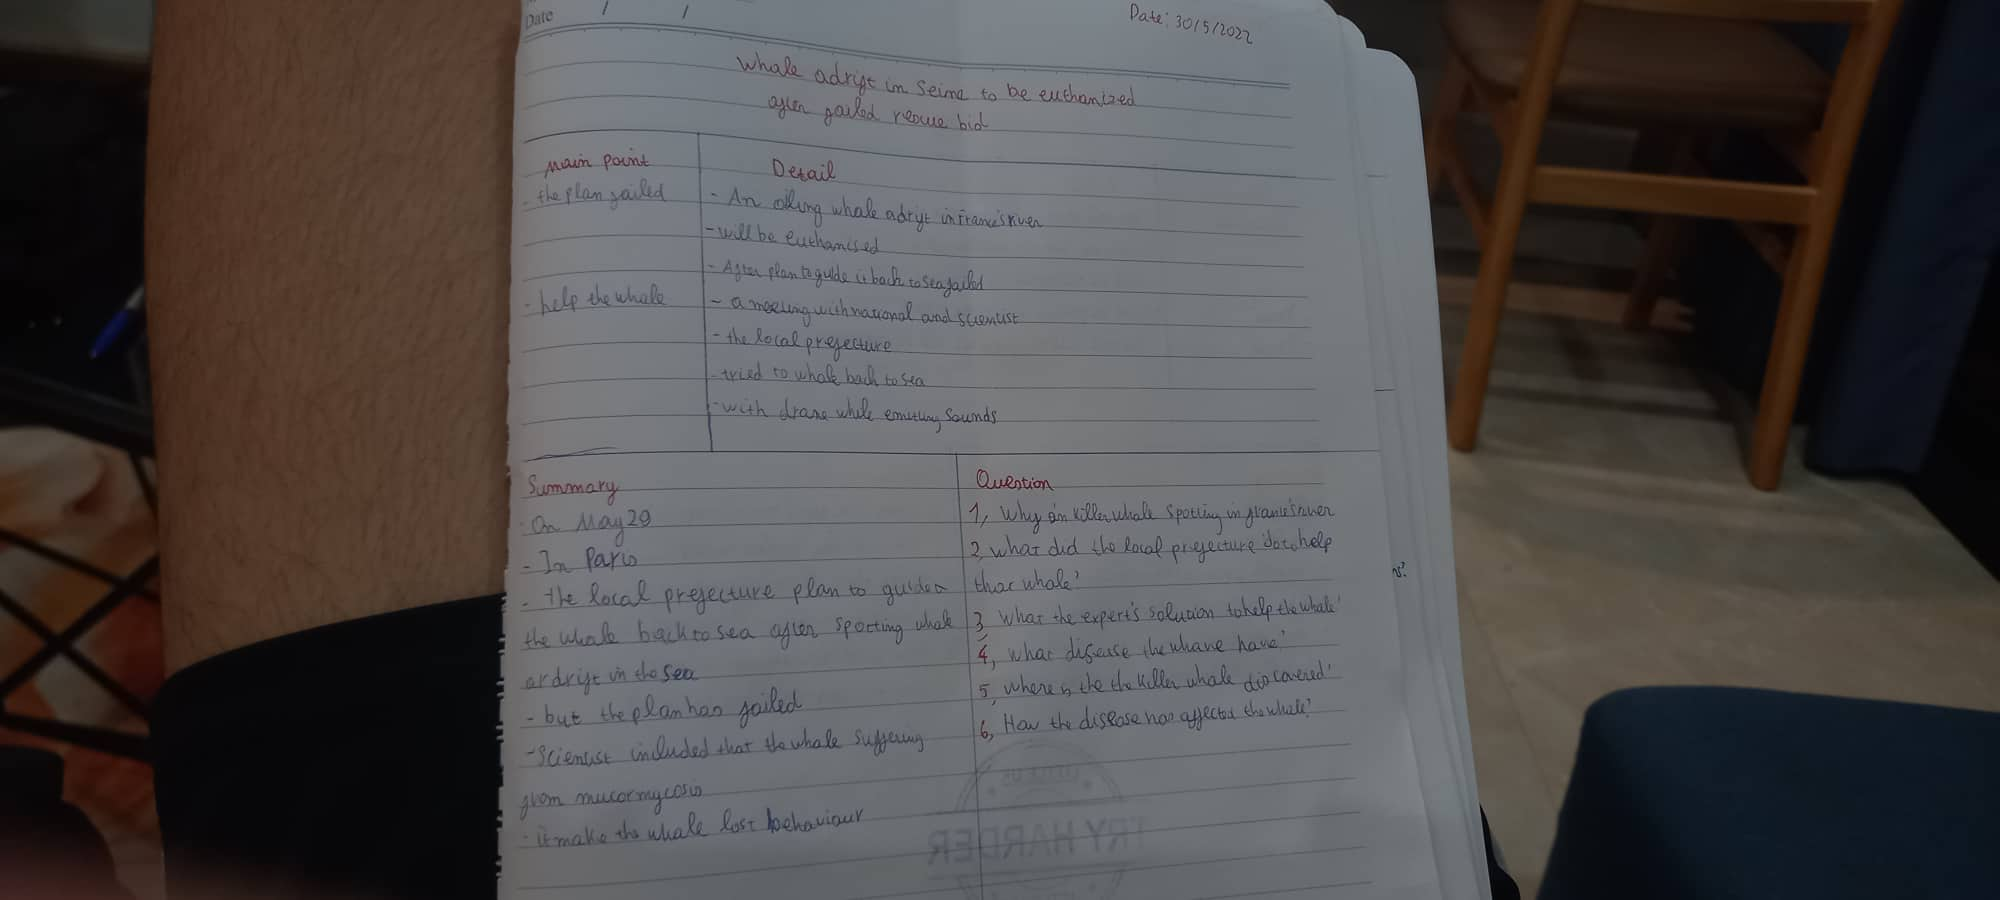 Date / /
Date: 30/5/2022
Whale adrift in Seine to be euthanized
after failed rescue bid
Main point
Detail
- the plan failed
- An ailing whale adrift in France's river
- will be euthanised
- After plan to guide it back to sea failed
- help the whale
- a meeting with national and scientist
- the local prefecture
- tried to whale back to sea
- with drone while emitting sounds
Summary
- On May 29
- In Paris
- the local prefecture plan to guided
the whale back to sea after spotting whale
ardrift in the sea
- but the plan has failed
- Scientist included that the whale suffering
from mucormycosis
- it make the whale lost behaviour
Question
1, Why an killer whale spotting in france's river
2, what did the local prefecture do to help
that whale?
3, What the expert's solution to help the whale?
4, what disease the whave have?
5, where is the the killer whale discovered?
6, How the disease has affected the whale?
TRY HARDER